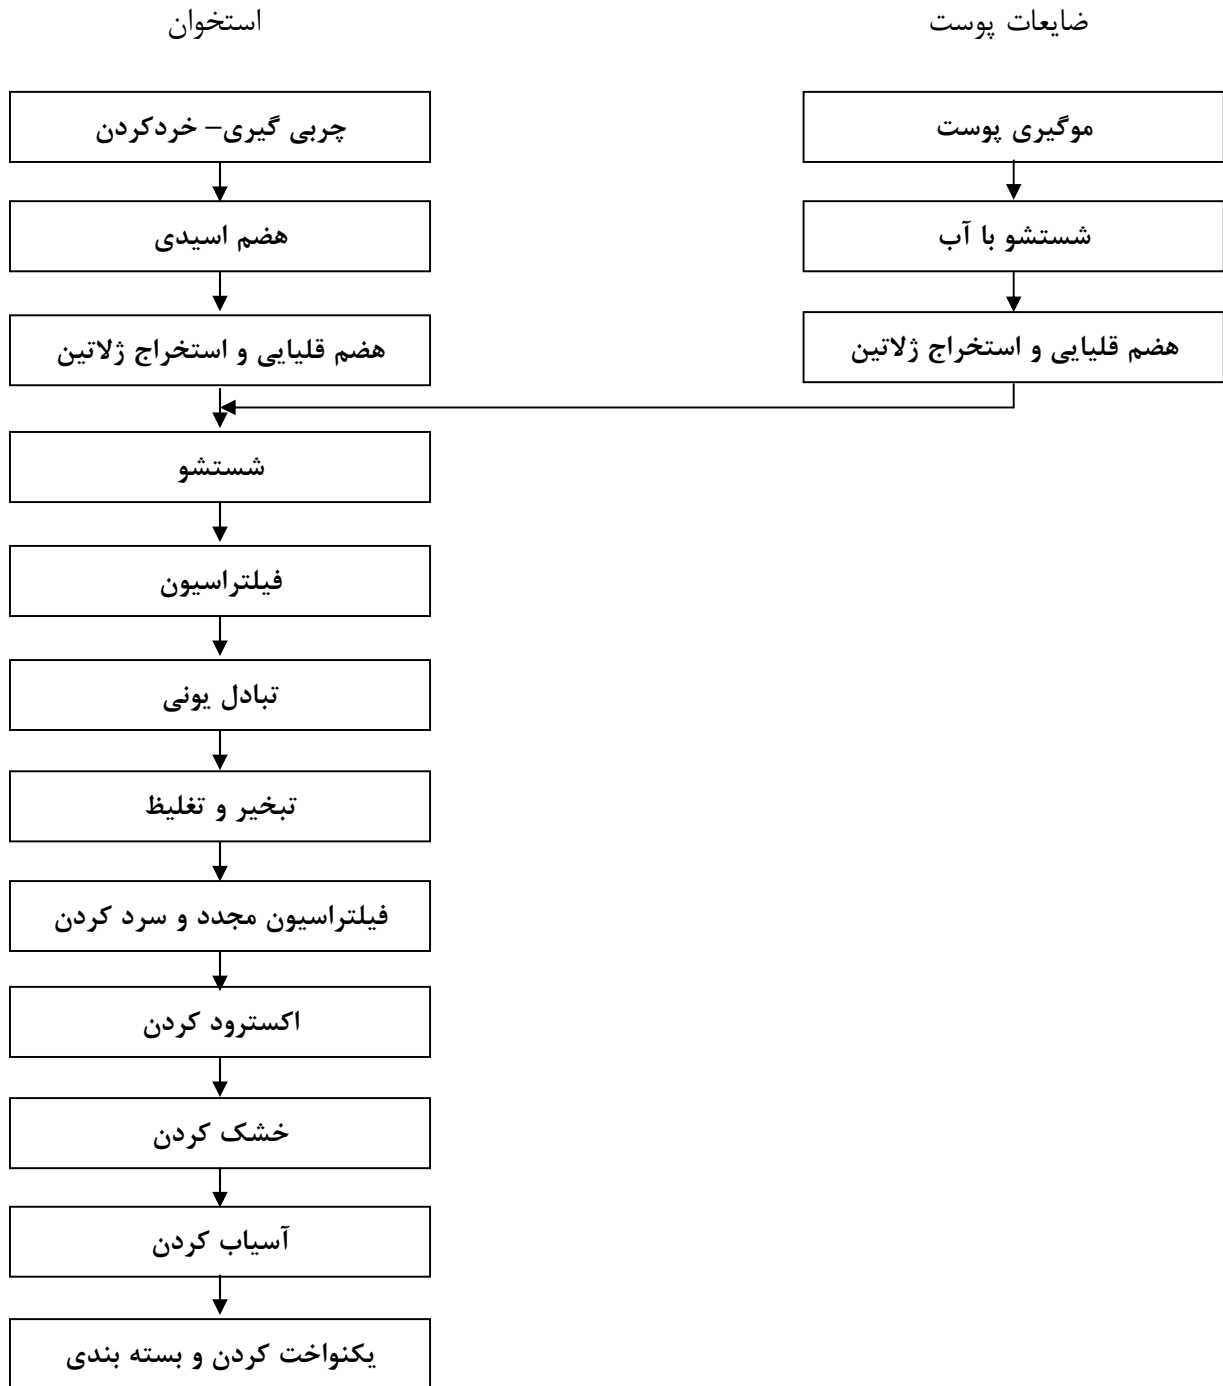 ضایعات پوست
استخوان
موگیری پوست
چربی گیری– خردکردن
شستشو با آب
هضم اسیدی
هضم قلیایی و استخراج ژلاتین
هضم قلیایی و استخراج ژلاتین
شستشو
فیلتراسیون
تبادل یونی
تبخیر و تغلیظ
فیلتراسیون مجدد و سرد کردن
اکسترود کردن
خشک کردن
آسیاب کردن
یکنواخت کردن و بسته بندی